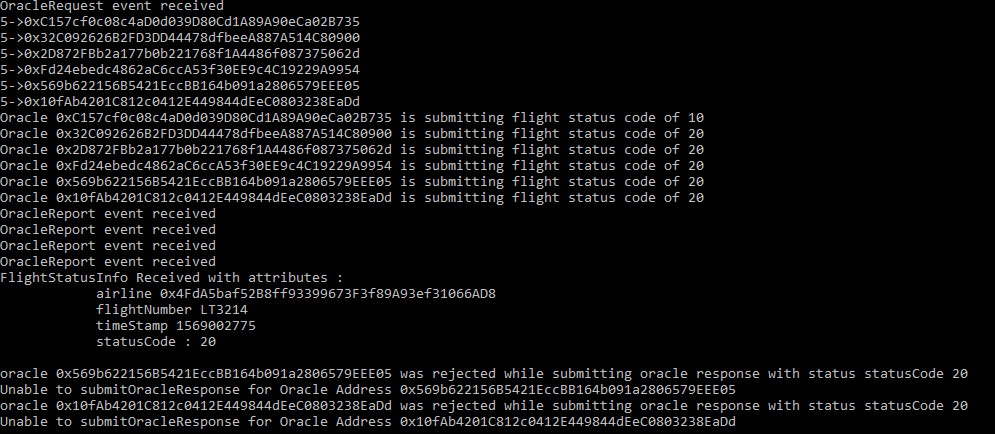 OracleRequest event received
5->0xC157cf0c08c4aD0d039D80Cd1A89A90eCa02B735
5->0x32C092626B2FD3DD44478dfbeeA887A514C80900
5->0x2D872FBb2a177b0b221768f1A4486f087375062d
5->0xFd24ebedc4862aC6ccA53f30EE9c4C19229A9954
5->0x569b622156B5421EccBB164b091a2806579EEE05
5->0x10fAb4201C812c0412E449844dEeC0803238EaDd
Oracle 0xC157cf0c08c4aD0d039D80Cd1A89A90eCa02B735 is submitting flight status code of 10
Oracle 0x32C092626B2FD3DD44478dfbeeA887A514C80900 is submitting flight status code of 20
Oracle 0x2D872FBb2a177b0b221768f1A4486f087375062d is submitting flight status code of 20
Oracle 0xFd24ebedc4862aC6ccA53f30EE9c4C19229A9954 is submitting flight status code of 20
Oracle 0x569b622156B5421EccBB164b091a2806579EEE05 is submitting flight status code of 20
Oracle 0x10fAb4201C812c0412E449844dEeC0803238EaDd is submitting flight status code of 20
OracleReport event received
OracleReport event received
OracleReport event received
OracleReport event received
FlightStatusInfo Received with attributes :
airline 0x4FdA5baf52B8ff93399673F3f89A93ef31066AD8
flightNumber LT3214
timeStamp 1569002775
statusCode : 20
oracle 0x569b622156B5421EccBB164b091a2806579EEE05 was rejected while submitting oracle response with status statusCode 20
Unable to submitOracleResponse for Oracle Address 0x569b622156B5421EccBB164b091a2806579EEE05
oracle 0x10fAb4201C812c0412E449844dEeC0803238EaDd was rejected while submitting oracle response with status statusCode 20
Unable to submitOracleResponse for Oracle Address 0x10fAb4201C812c0412E449844dEeC0803238EaDd